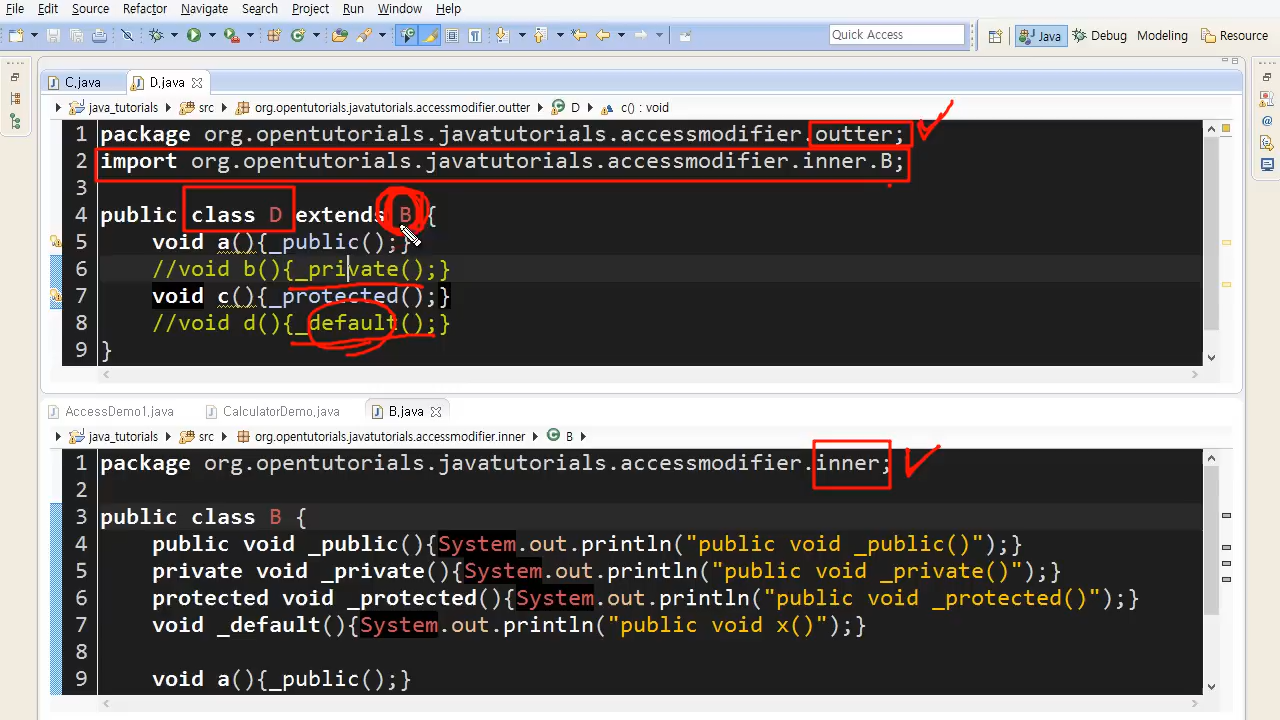 File Edit Source Refactor Navigate Search Project Run Window Help
Quick Access
Java Debug Modeling Resource
C.java D.java
java_tutorials src org.opentutorials.javatutorials.accessmodifier.outter D c() : void
1 package org.opentutorials.javatutorials.accessmodifier.outter;
2 import org.opentutorials.javatutorials.accessmodifier.inner.B;
3
4 public class D extends B {
5 void a(){_public();}
6 //void b(){_private();}
7 void c(){_protected();}
8 //void d(){_default();}
9 }
AccessDemo1.java CalculatorDemo.java B.java
java_tutorials src org.opentutorials.javatutorials.accessmodifier.inner B
1 package org.opentutorials.javatutorials.accessmodifier.inner;
2
3 public class B {
4 public void _public(){System.out.println("public void _public()");}
5 private void _private(){System.out.println("public void _private()");}
6 protected void _protected(){System.out.println("public void _protected()");}
7 void _default(){System.out.println("public void x()");}
8
9 void a(){_public();}